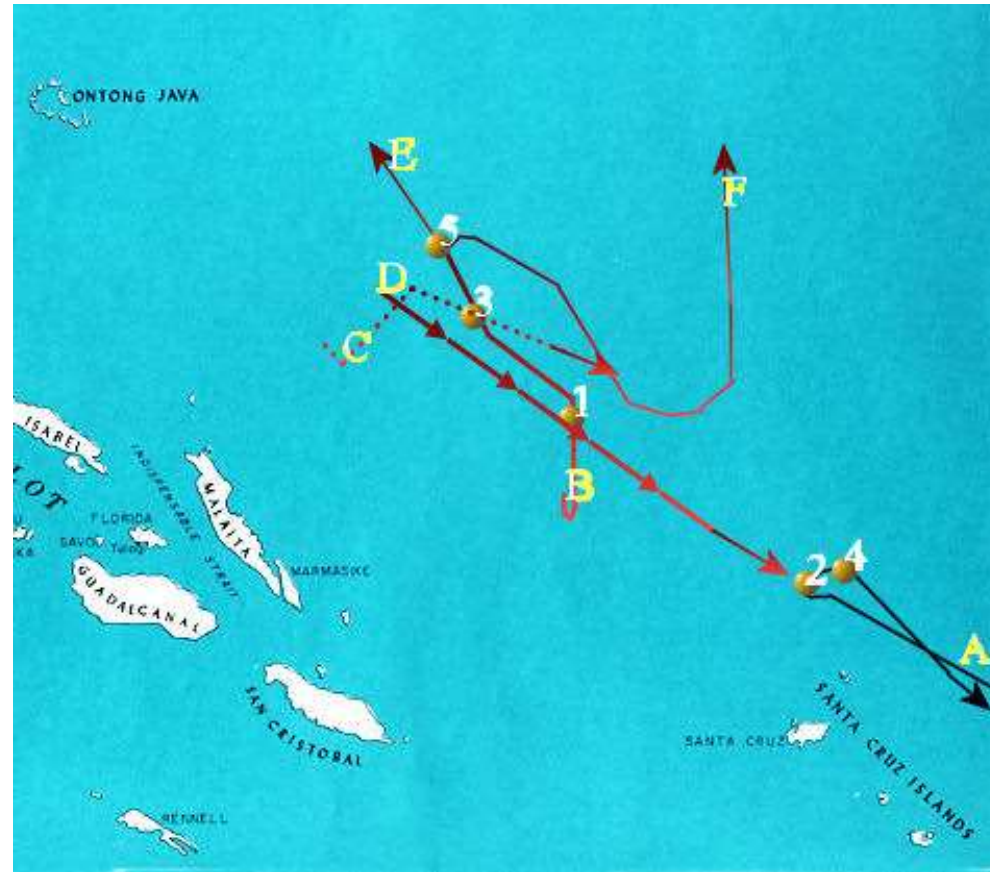 ONTONG JAVA
E
F
5
D
3
C
1
ISABEL
INDISPENSABLE STRAIT
B
LOT
MALAITA
FLORIDA
SAVO
Tulagi
KA
2
4
MARMASIKE
GUADALCANAL
A
SAN CRISTOBAL
SANTA CRUZ
SANTA CRUZ ISLANDS
RENNELL